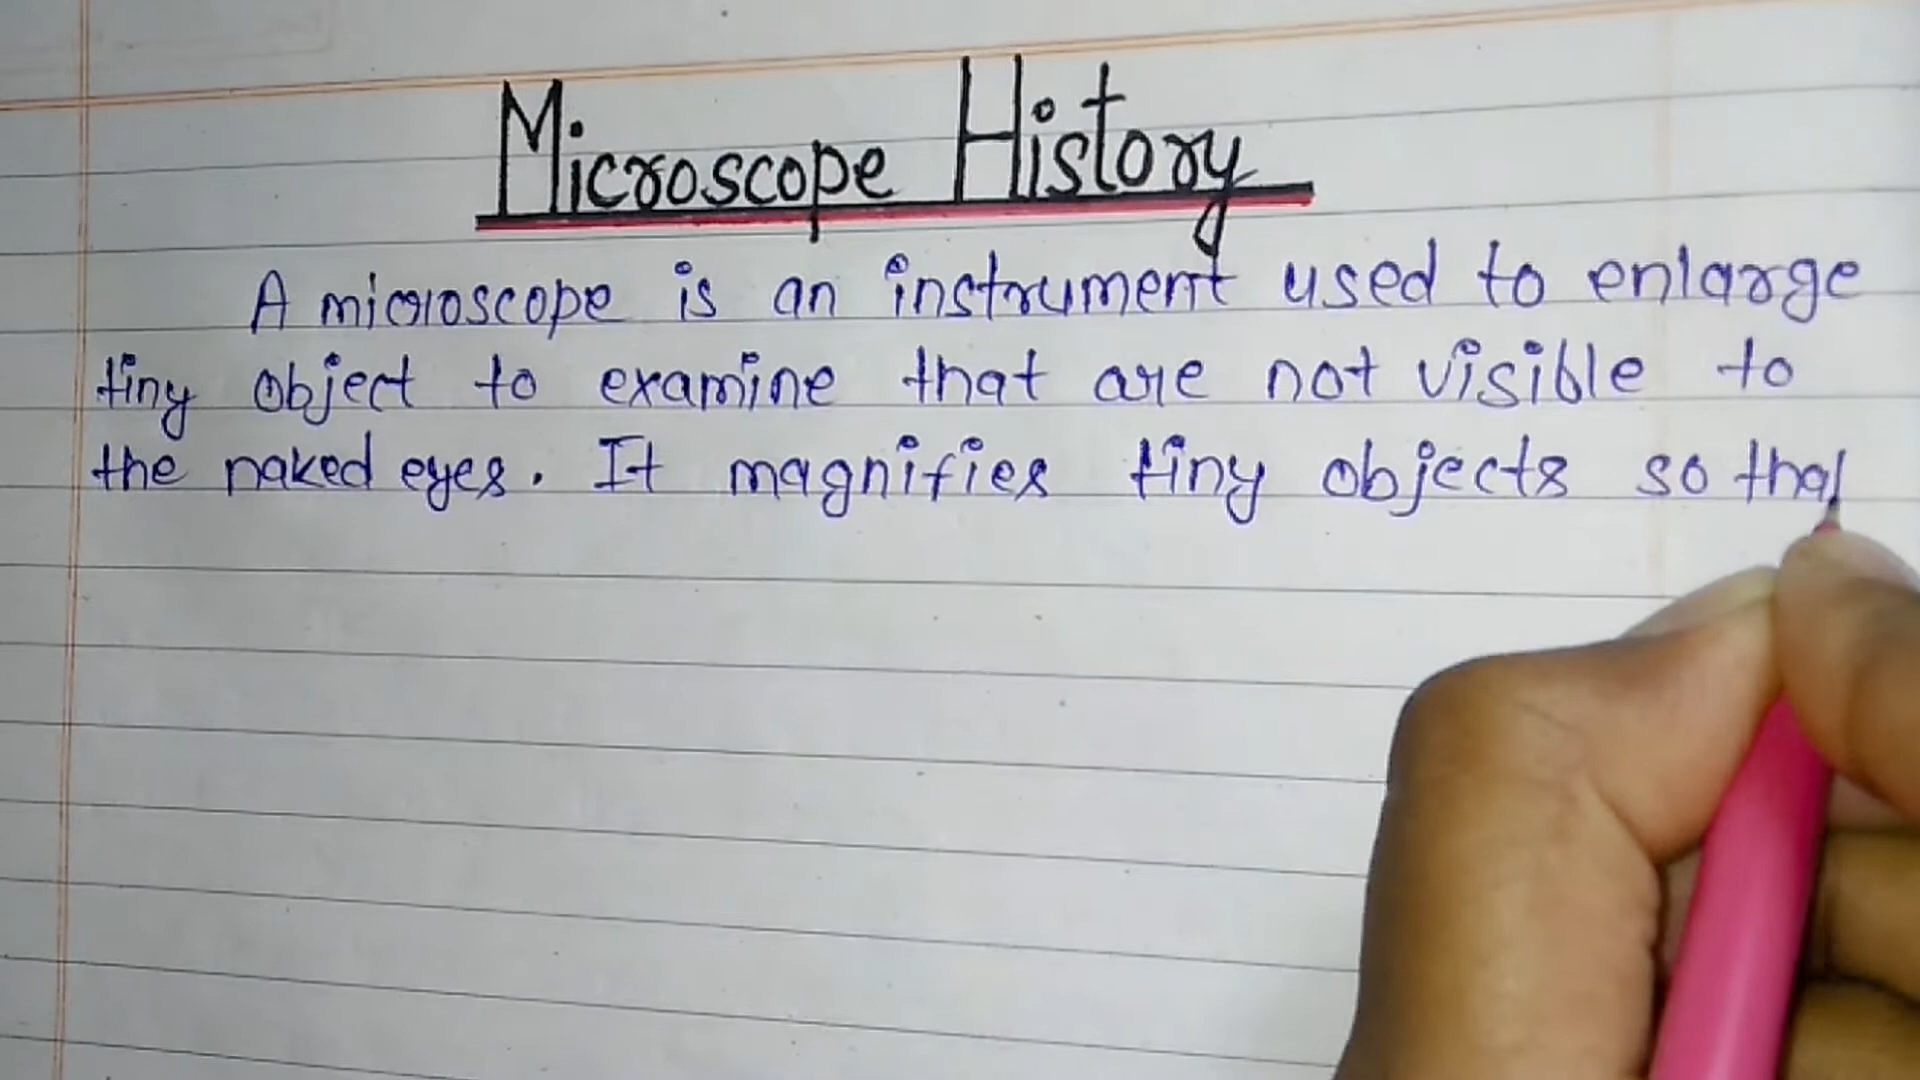 Microscope History
A microscope is an instrument used to enlarge
tiny object to examine that are not visible to
the naked eyes. It magnifies tiny objects so that